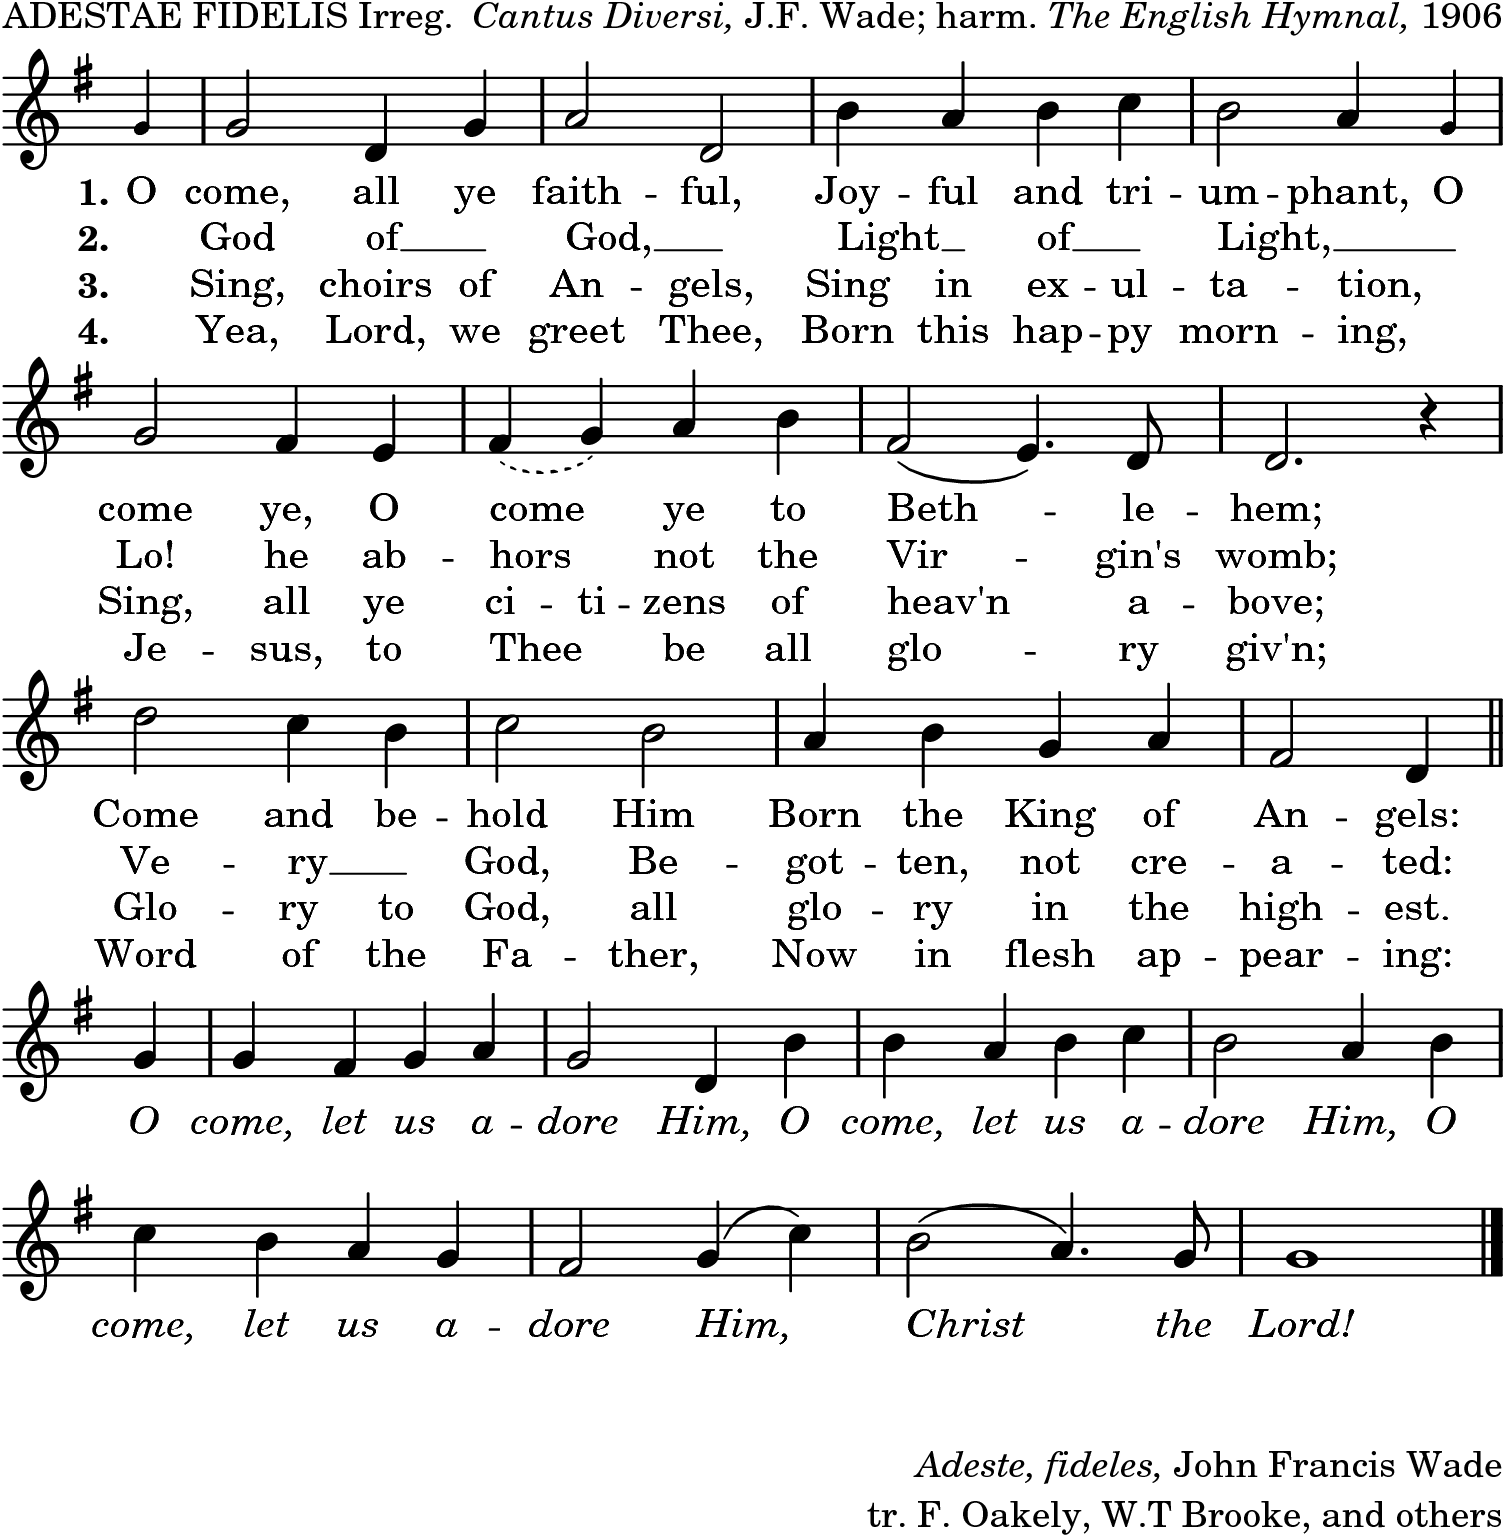 ADESTAE FIDELIS Irreg. Cantus Diversi, J.F. Wade; harm. The English Hymnal, 1906
1. O come, all ye faith - ful, Joy - ful and tri - um - phant, O
2. God of __ God, __ Light __ of __ Light, __
3. Sing, choirs of An - gels, Sing in ex - ul - ta - tion,
4. Yea, Lord, we greet Thee, Born this hap - py morn - ing,
come ye, O come ye to Beth - le - hem;
Lo! he ab - hors not the Vir - gin's womb;
Sing, all ye ci - ti - zens of heav'n a - bove;
Je - sus, to Thee be all glo - ry giv'n;
Come and be - hold Him Born the King of An - gels:
Ve - ry __ God, Be - got - ten, not cre - a - ted:
Glo - ry to God, all glo - ry in the high - est.
Word of the Fa - ther, Now in flesh ap - pear - ing:
O come, let us a - dore Him, O come, let us a - dore Him, O
come, let us a - dore Him, Christ the Lord!
Adeste, fideles, John Francis Wade
tr. F. Oakely, W.T Brooke, and others